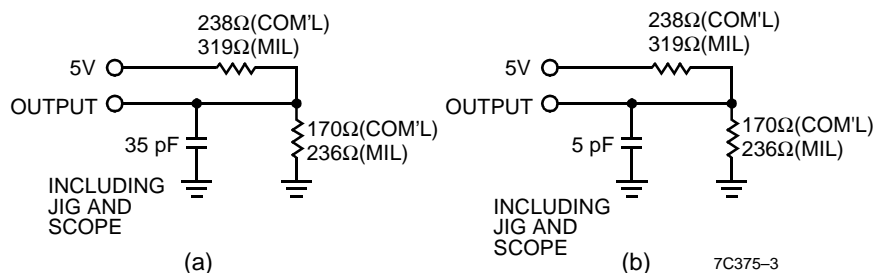 238Ω(COM'L)
319Ω(MIL)
5V
OUTPUT
170Ω(COM'L)
236Ω(MIL)
35 pF
INCLUDING
JIG AND
SCOPE
(a)
238Ω(COM'L)
319Ω(MIL)
5V
OUTPUT
170Ω(COM'L)
236Ω(MIL)
5 pF
INCLUDING
JIG AND
SCOPE
(b)
7C375–3